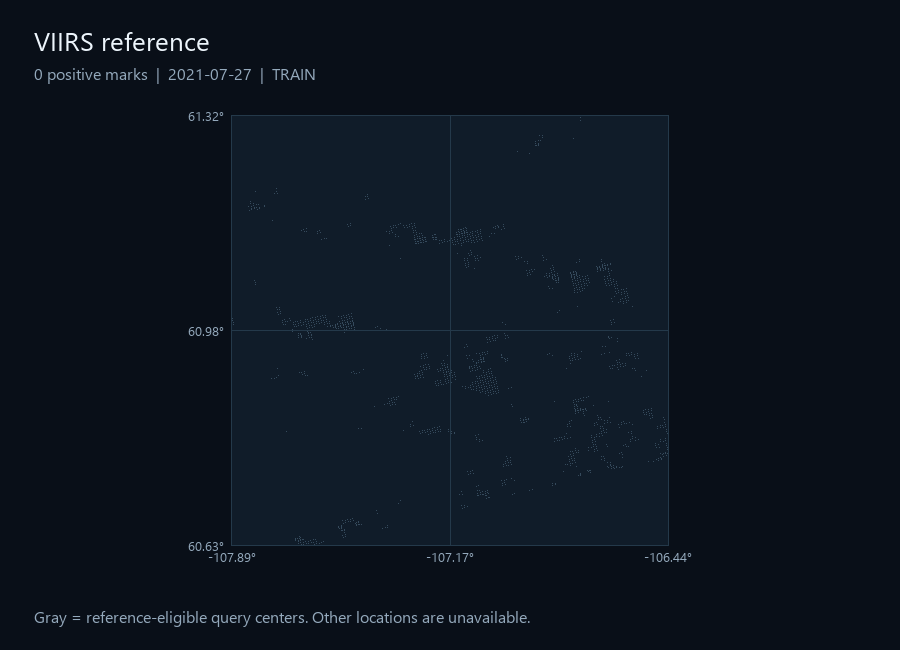 VIIRS reference
0 positive marks | 2021-07-27 | TRAIN
61.32°
60.98°
60.63°
-107.89°
-107.17°
-106.44°
Gray = reference-eligible query centers. Other locations are unavailable.